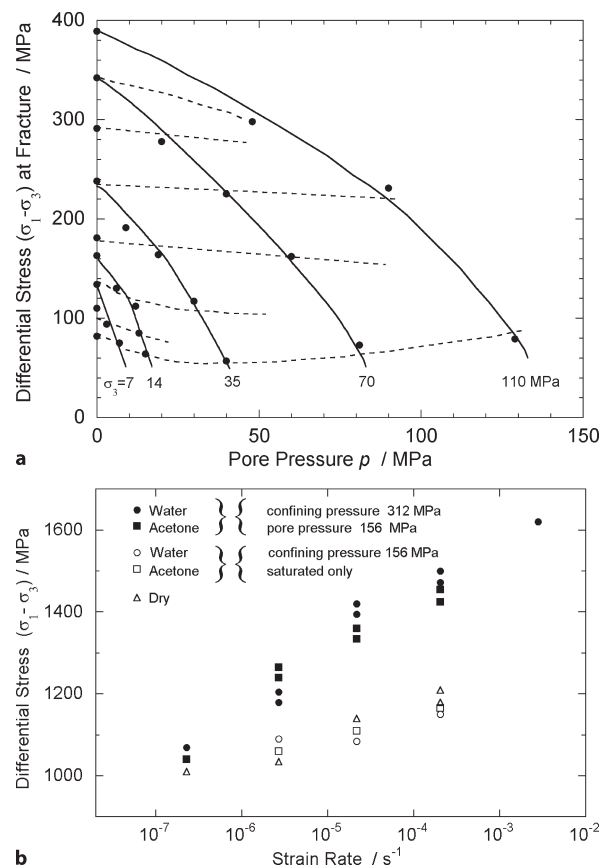 400
300
200
100
0
Differential Stress (σ₁-σ₃) at Fracture / MPa
σ₃=7 14 35 70 110 MPa
0 50 100 150
a Pore Pressure p / MPa
Water confining pressure 312 MPa
Acetone pore pressure 156 MPa
Water confining pressure 156 MPa
Acetone saturated only
Dry
1600
1400
1200
1000
Differential Stress (σ₁- σ₃) / MPa
10⁻⁷ 10⁻⁶ 10⁻⁵ 10⁻⁴ 10⁻³ 10⁻²
b Strain Rate / s⁻¹